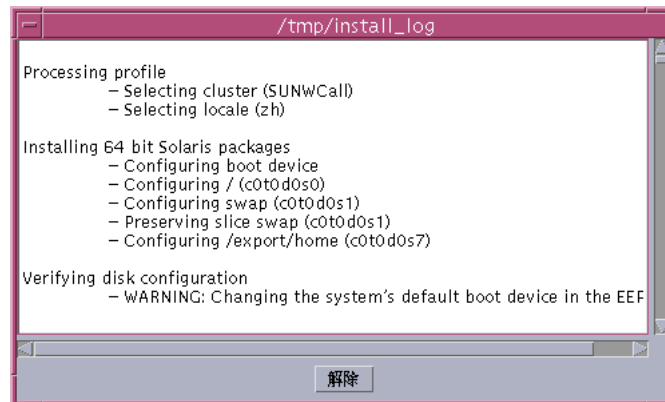 /tmp/install_log
Processing profile
– Selecting cluster (SUNWCall)
– Selecting locale (zh)
Installing 64 bit Solaris packages
– Configuring boot device
– Configuring / (c0t0d0s0)
– Configuring swap (c0t0d0s1)
– Preserving slice swap (c0t0d0s1)
– Configuring /export/home (c0t0d0s7)
Verifying disk configuration
– WARNING: Changing the system's default boot device in the
解除